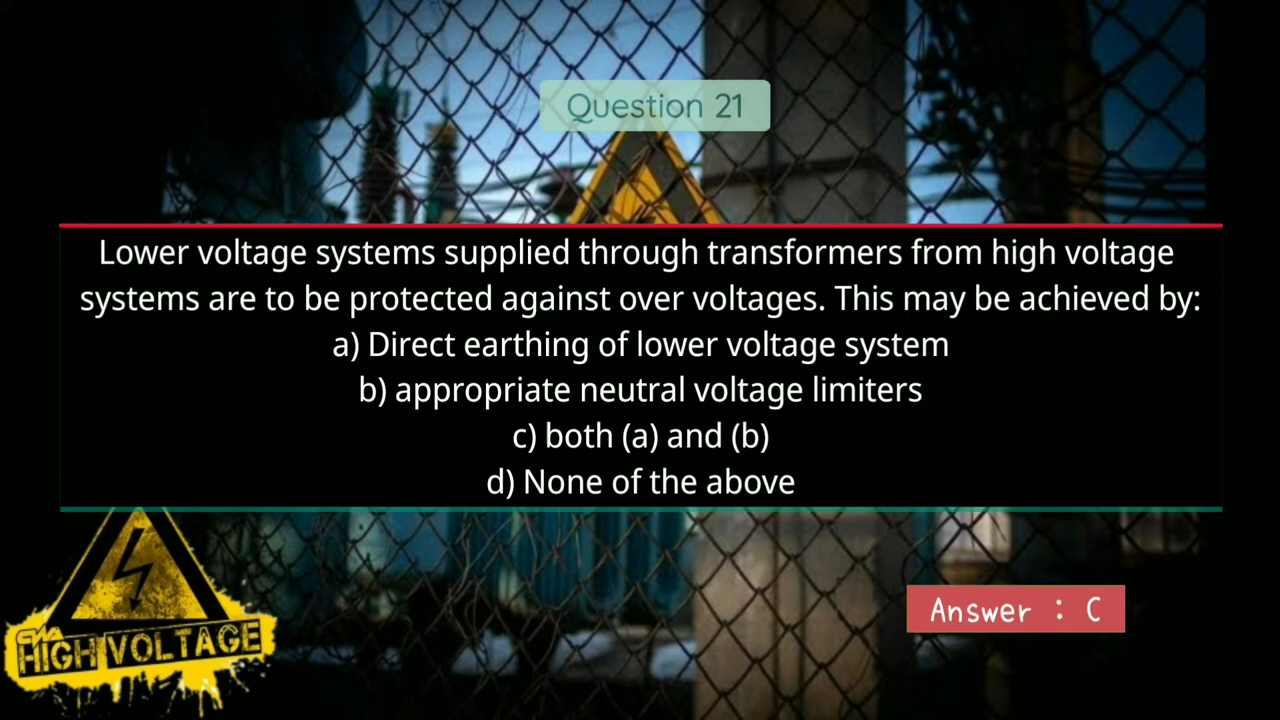 Question 21
Lower voltage systems supplied through transformers from high voltage
systems are to be protected against over voltages. This may be achieved by:
a) Direct earthing of lower voltage system
b) appropriate neutral voltage limiters
c) both (a) and (b)
d) None of the above
HIGH VOLTAGE
Answer : C